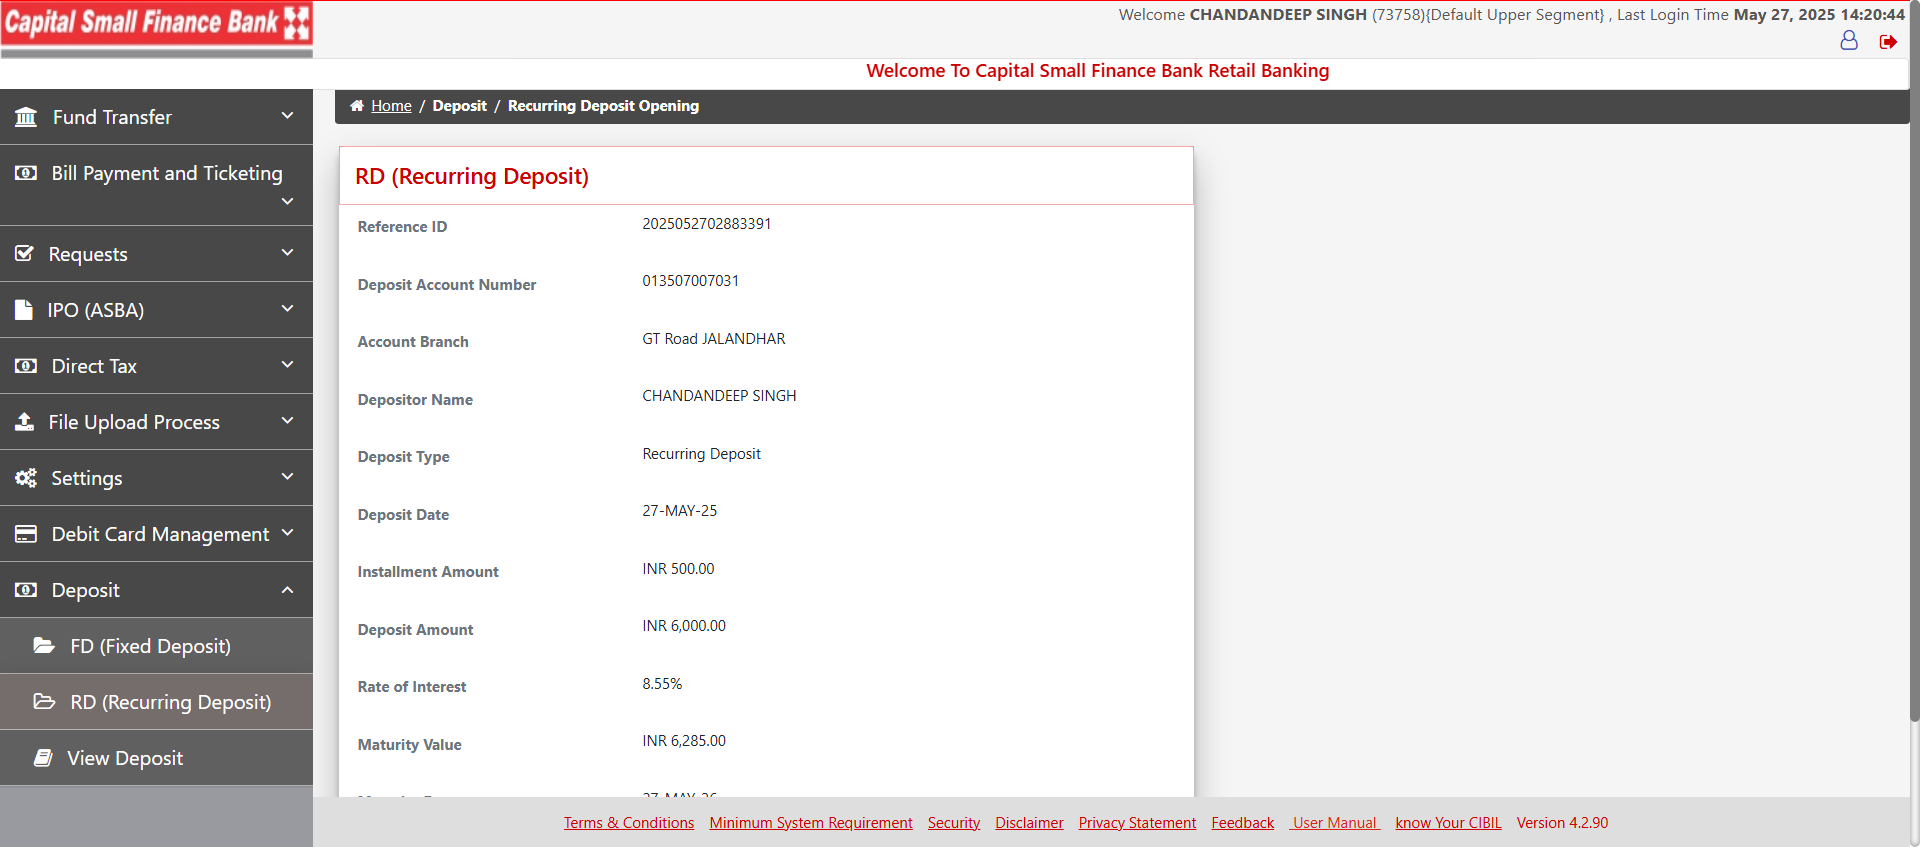 Capital Small Finance Bank
Welcome CHANDANDEEP SINGH (73758){Default Upper Segment} , Last Login Time May 27, 2025 14:20:44
Welcome To Capital Small Finance Bank Retail Banking
Home / Deposit / Recurring Deposit Opening
Fund Transfer
Bill Payment and Ticketing
Requests
IPO (ASBA)
Direct Tax
File Upload Process
Settings
Debit Card Management
Deposit
FD (Fixed Deposit)
RD (Recurring Deposit)
View Deposit
RD (Recurring Deposit)
Reference ID 2025052702883391
Deposit Account Number 013507007031
Account Branch GT Road JALANDHAR
Depositor Name CHANDANDEEP SINGH
Deposit Type Recurring Deposit
Deposit Date 27-MAY-25
Installment Amount INR 500.00
Deposit Amount INR 6,000.00
Rate of Interest 8.55%
Maturity Value INR 6,285.00
27-MAY-26
Terms & Conditions Minimum System Requirement Security Disclaimer Privacy Statement Feedback User Manual know Your CIBIL Version 4.2.90